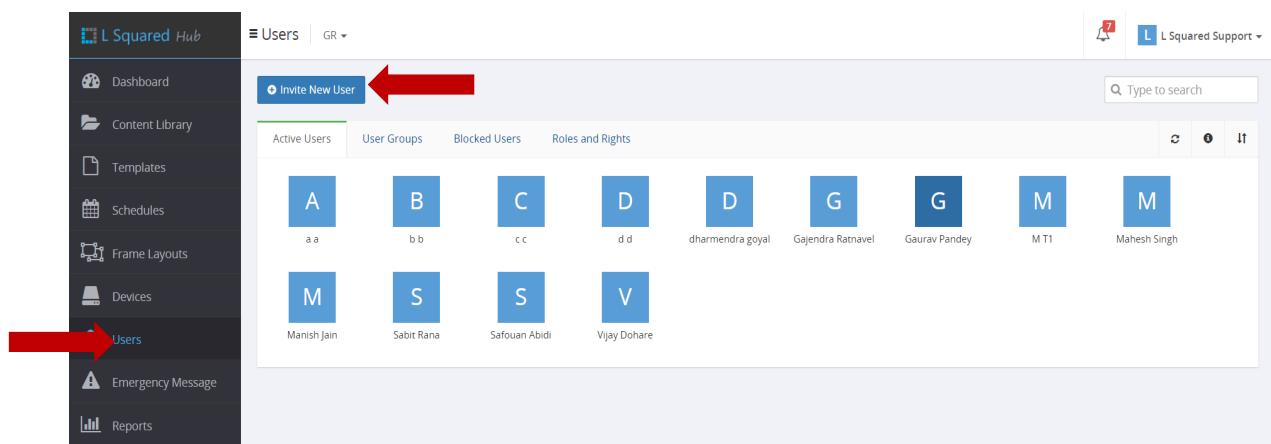 L Squared Hub
Users GR
7
L L Squared Support
Dashboard
Content Library
Templates
Schedules
Frame Layouts
Devices
Users
Emergency Message
Reports
Invite New User
Type to search
Active Users User Groups Blocked Users Roles and Rights
A B C D D G G M M
a a b b c c d d dharmendra goyal Gajendra Ratnavel Gaurav Pandey M T1 Mahesh Singh
M S S V
Manish Jain Sabit Rana Safouan Abidi Vijay Dohare